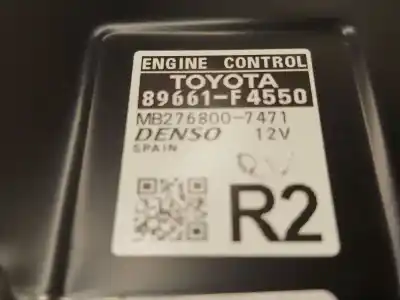 ENGINE CONTROL
TOYOTA
89661-F4550
MB276800-7471
DENSO 12V
SPAIN
R2